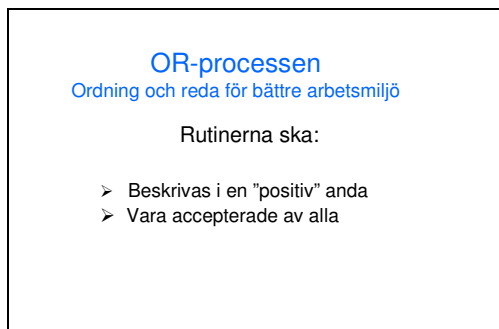 OR-processen
Ordning och reda för bättre arbetsmiljö
Rutinerna ska:
➢ Beskrivas i en ”positiv” anda
➢ Vara accepterade av alla